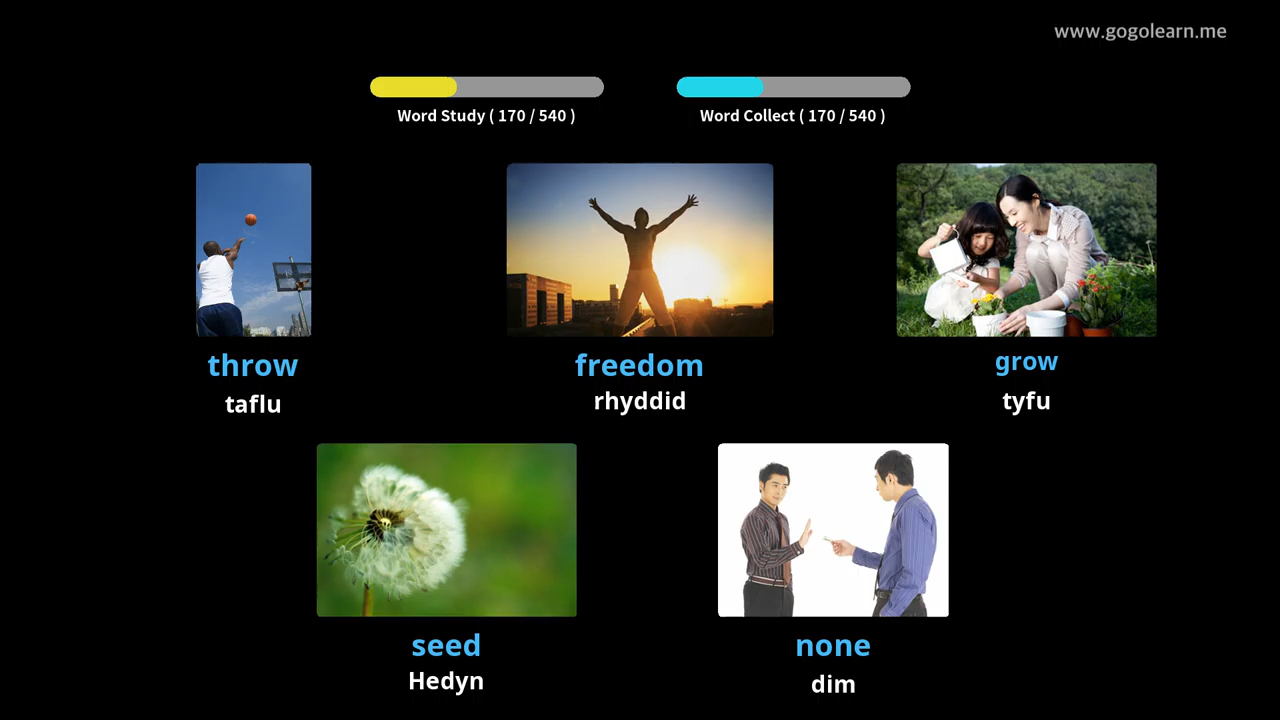 www.gogolearn.me
Word Study ( 170 / 540 )
Word Collect ( 170 / 540 )
throw
taflu
freedom
rhyddid
grow
tyfu
seed
Hedyn
none
dim